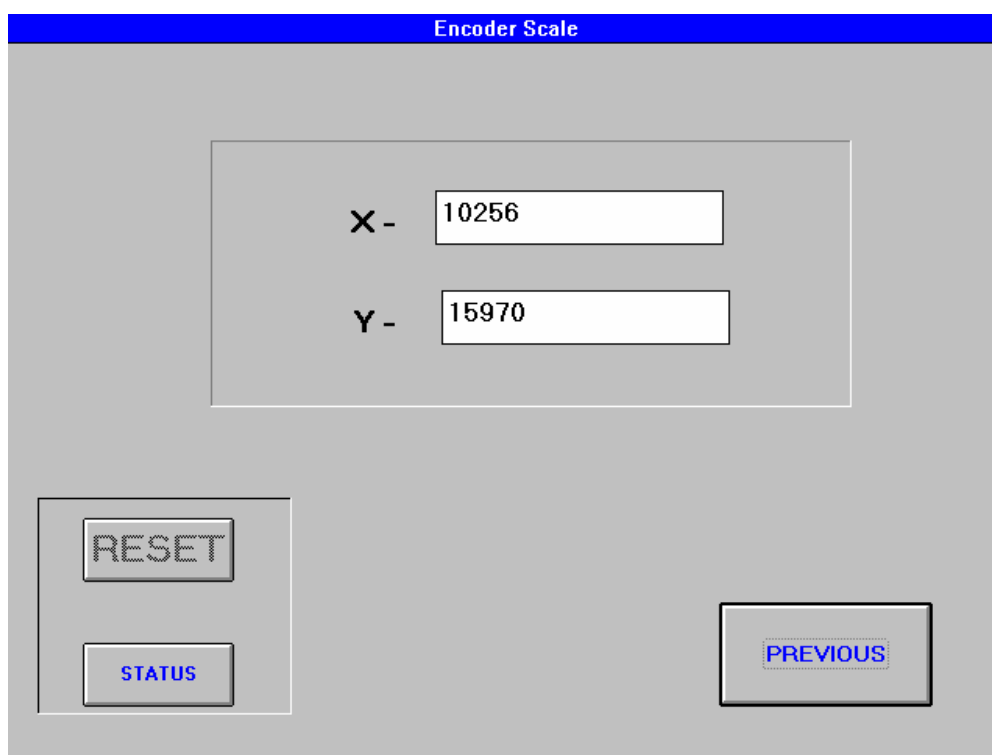 Encoder Scale
X - 10256
Y - 15970
RESET
STATUS
PREVIOUS